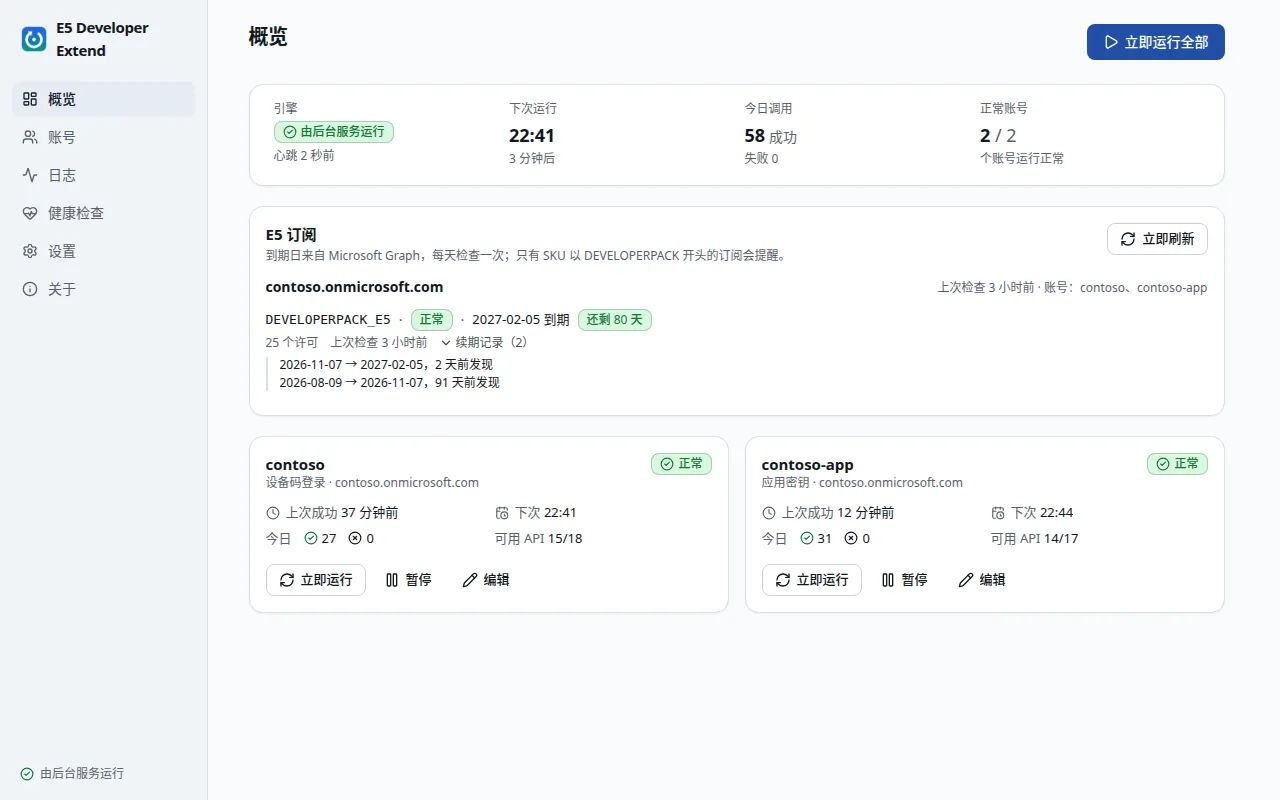 E5 Developer
Extend
概览
账号
日志
健康检查
设置
关于
由后台服务运行
概览
立即运行全部
引擎
由后台服务运行
心跳 2 秒前
下次运行
22:41
3 分钟后
今日调用
58 成功
失败 0
正常账号
2 / 2
个账号运行正常
E5 订阅
到期日来自 Microsoft Graph，每天检查一次；只有 SKU 以 DEVELOPERPACK 开头的订阅会提醒。
立即刷新
contoso.onmicrosoft.com
上次检查 3 小时前 · 账号：contoso、contoso-app
DEVELOPERPACK_E5 · 正常 · 2027-02-05 到期 还剩 80 天
25 个许可 上次检查 3 小时前 续期记录（2）
2026-11-07 → 2027-02-05，2 天前发现
2026-08-09 → 2026-11-07，91 天前发现
contoso
正常
设备码登录 · contoso.onmicrosoft.com
上次成功 37 分钟前
下次 22:41
今日 27 0
可用 API 15/18
立即运行 暂停 编辑
contoso-app
正常
应用密钥 · contoso.onmicrosoft.com
上次成功 12 分钟前
下次 22:44
今日 31 0
可用 API 14/17
立即运行 暂停 编辑